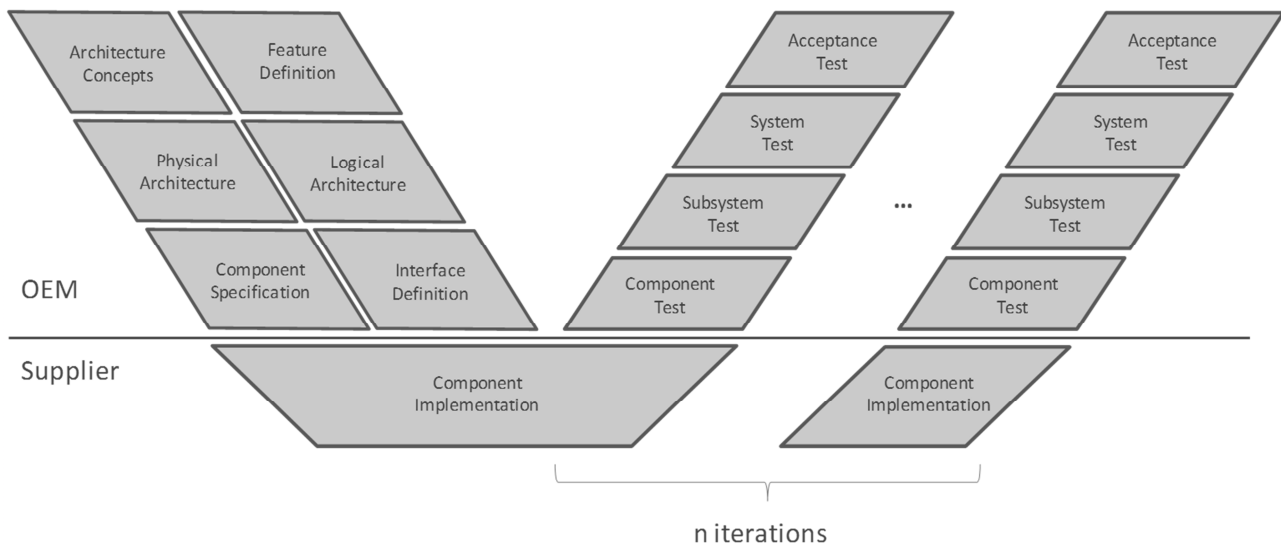 Architecture
Concepts
Feature
Definition
Acceptance
Test
Acceptance
Test
Physical
Architecture
Logical
Architecture
System
Test
System
Test
Subsystem
Test
...
Subsystem
Test
Component
Specification
Interface
Definition
Component
Test
Component
Test
OEM
Supplier
Component
Implementation
Component
Implementation
n iterations